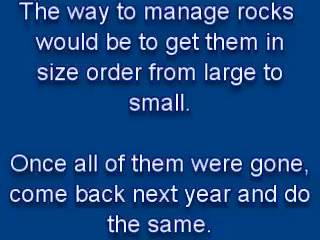 The way to manage rocks
would be to get them in
size order from large to
small.
Once all of them were gone,
come back next year and do
the same.